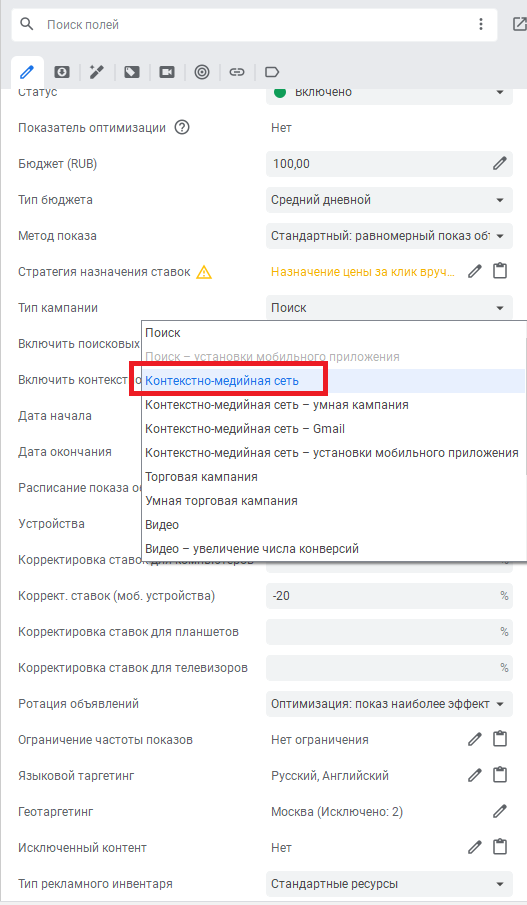 Поиск полей
Статус Включено
Показатель оптимизации Нет
Бюджет (RUB) 100,00
Тип бюджета Средний дневной
Метод показа Стандартный: равномерный показ об
Стратегия назначения ставок Назначение цены за клик вруч...
Тип кампании Поиск
Включить поисковых
Поиск
Поиск – установки мобильного приложения
Включить контекстно
Контекстно-медийная сеть
Контекстно-медийная сеть – умная кампания
Дата начала
Контекстно-медийная сеть – Gmail
Дата окончания
Контекстно-медийная сеть – установки мобильного приложения
Расписание показа об
Торговая кампания
Умная торговая кампания
Устройства
Видео
Видео – увеличение числа конверсий
Корректировка ставок для компьютеров
Коррект. ставок (моб. устройства) -20 %
Корректировка ставок для планшетов %
Корректировка ставок для телевизоров %
Ротация объявлений Оптимизация: показ наиболее эффект
Ограничение частоты показов Нет ограничения
Языковой таргетинг Русский, Английский
Геотаргетинг Москва (Исключено: 2)
Исключенный контент Нет
Тип рекламного инвентаря Стандартные ресурсы